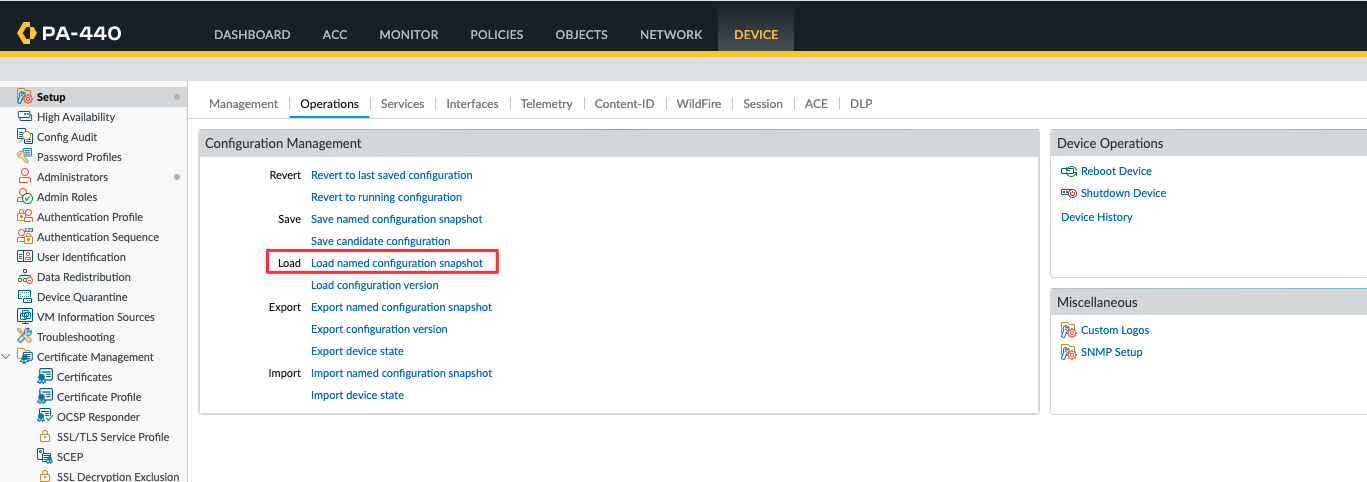 PA-440
DASHBOARD ACC MONITOR POLICIES OBJECTS NETWORK DEVICE
Setup
High Availability
Config Audit
Password Profiles
Administrators
Admin Roles
Authentication Profile
Authentication Sequence
User Identification
Data Redistribution
Device Quarantine
VM Information Sources
Troubleshooting
Certificate Management
Certificates
Certificate Profile
OCSP Responder
SSL/TLS Service Profile
SCEP
SSL Decryption Exclusion
Management Operations Services Interfaces Telemetry Content-ID WildFire Session ACE DLP
Configuration Management
Revert Revert to last saved configuration
Revert to running configuration
Save Save named configuration snapshot
Save candidate configuration
Load Load named configuration snapshot
Load configuration version
Export Export named configuration snapshot
Export configuration version
Export device state
Import Import named configuration snapshot
Import device state
Device Operations
Reboot Device
Shutdown Device
Device History
Miscellaneous
Custom Logos
SNMP Setup